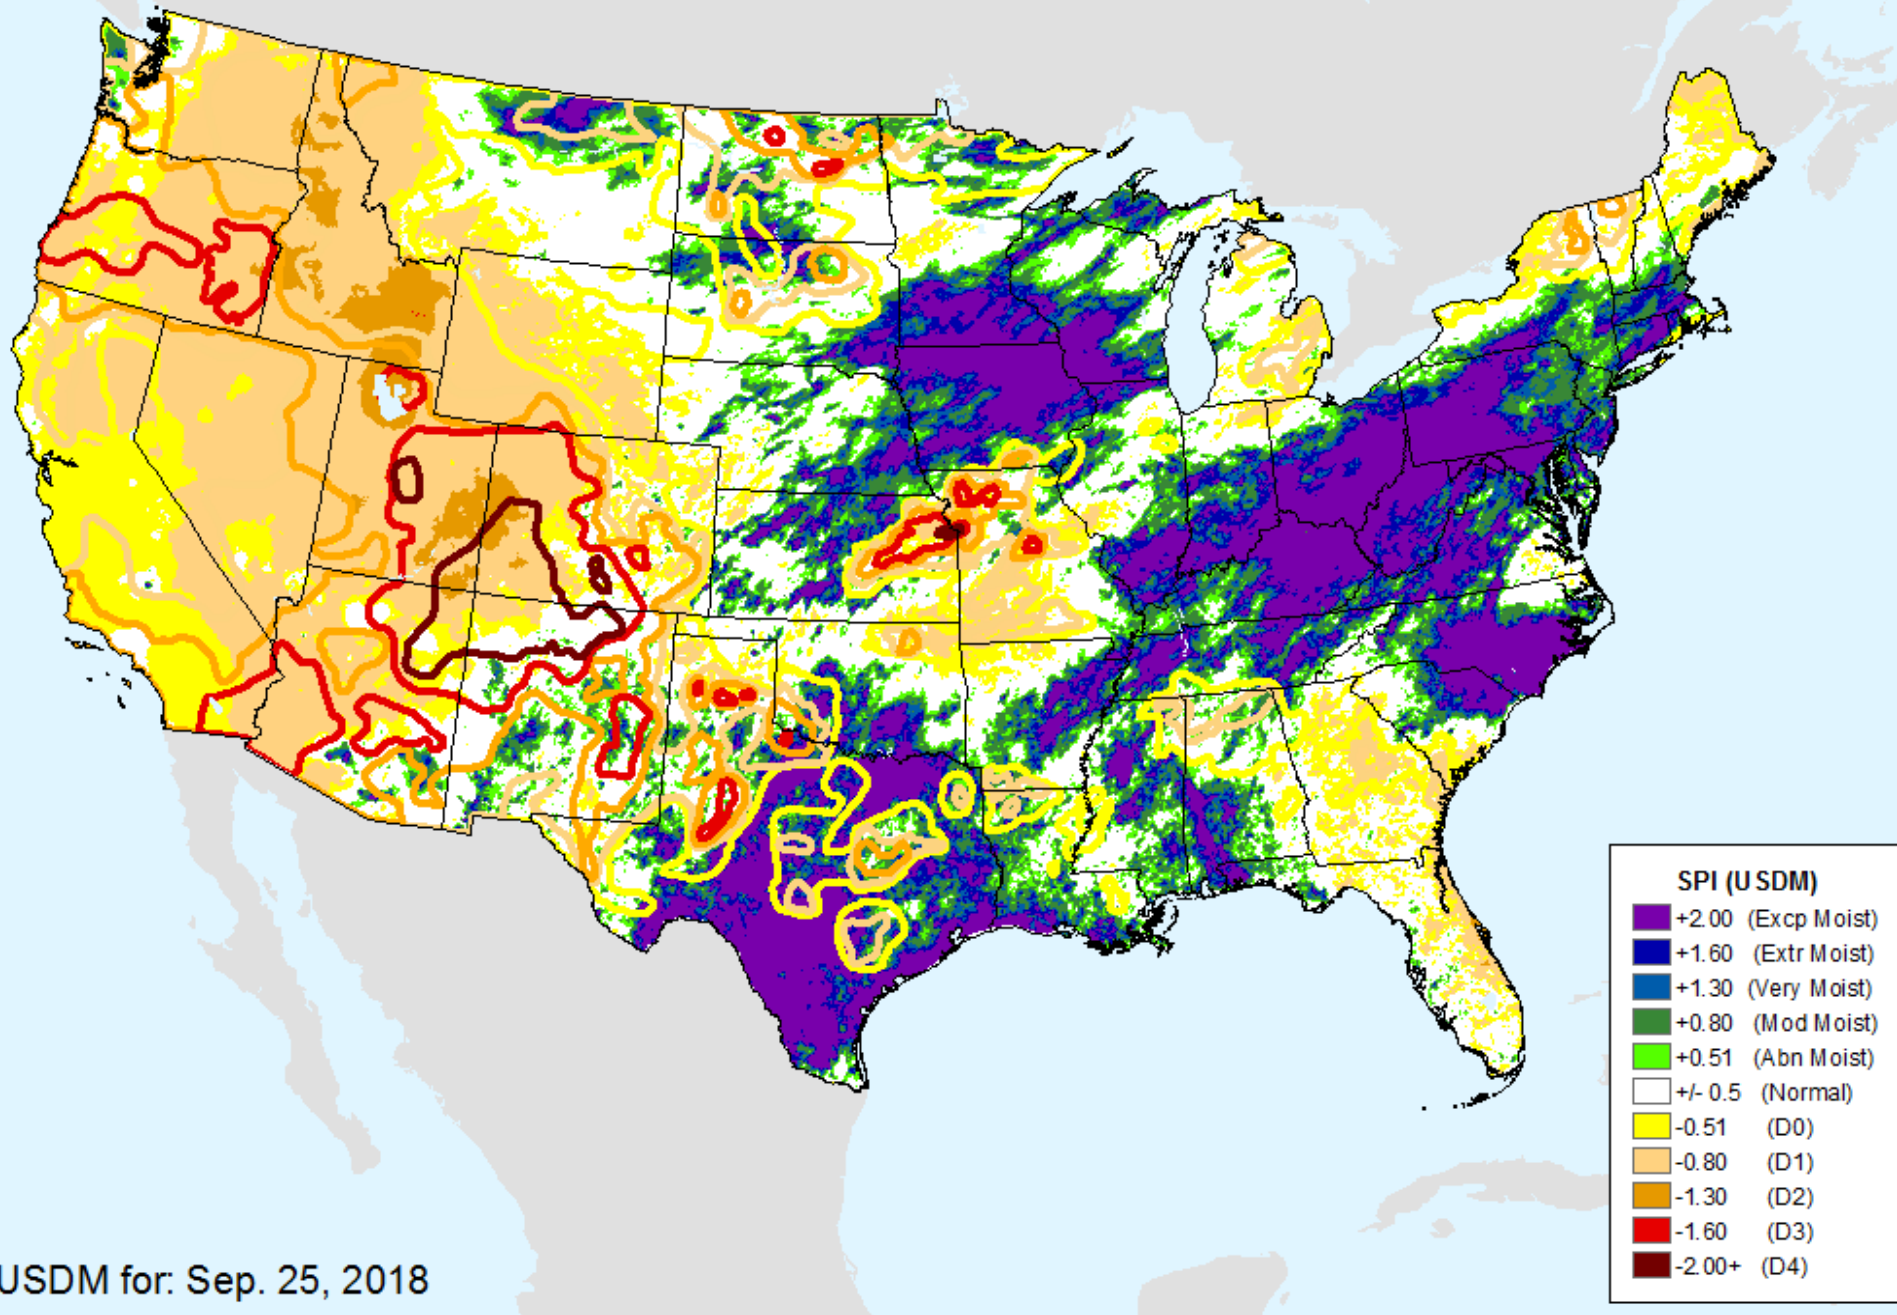 SPI (USDM)
+2.00 (Excp Moist)
+1.60 (Extr Moist)
+1.30 (Very Moist)
+0.80 (Mod Moist)
+0.51 (Abn Moist)
+/- 0.5 (Normal)
-0.51 (D0)
-0.80 (D1)
-1.30 (D2)
-1.60 (D3)
-2.00+ (D4)
USDM for: Sep. 25, 2018